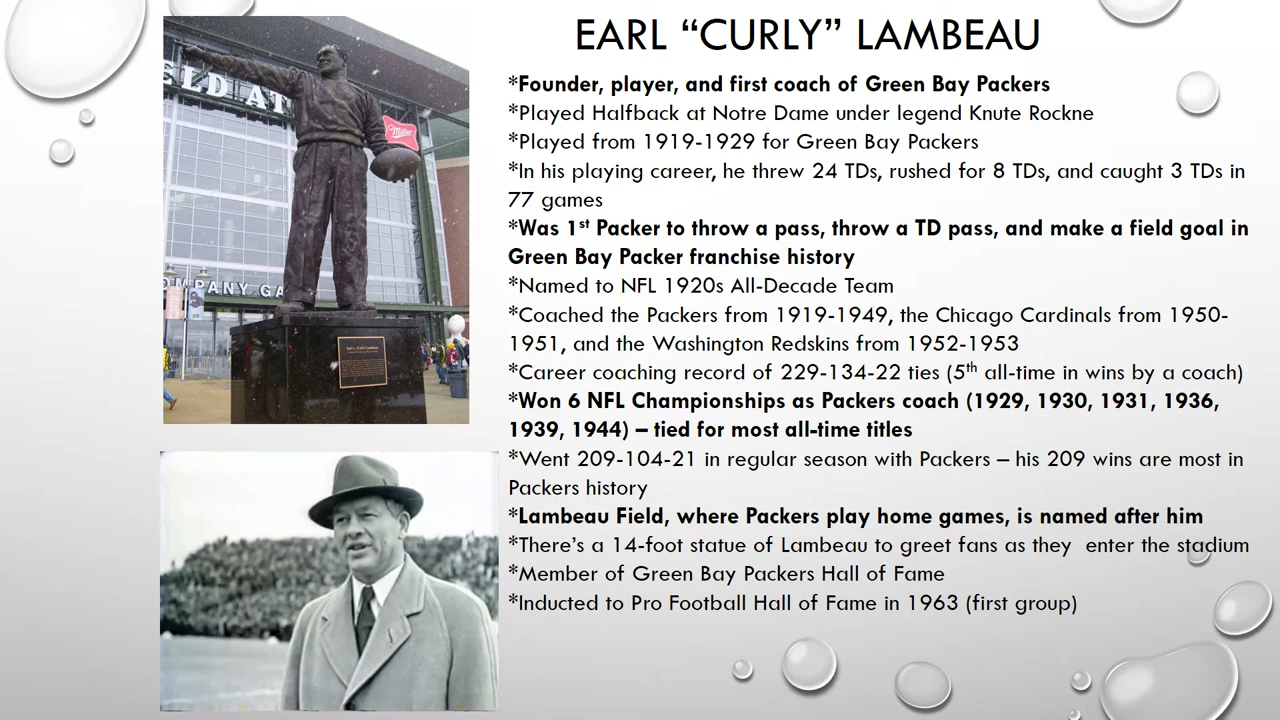 EARL “CURLY” LAMBEAU
*Founder, player, and first coach of Green Bay Packers
*Played Halfback at Notre Dame under legend Knute Rockne
*Played from 1919-1929 for Green Bay Packers
*In his playing career, he threw 24 TDs, rushed for 8 TDs, and caught 3 TDs in
77 games
*Was 1st Packer to throw a pass, throw a TD pass, and make a field goal in
Green Bay Packer franchise history
*Named to NFL 1920s All-Decade Team
*Coached the Packers from 1919-1949, the Chicago Cardinals from 1950-
1951, and the Washington Redskins from 1952-1953
*Career coaching record of 229-134-22 ties (5th all-time in wins by a coach)
*Won 6 NFL Championships as Packers coach (1929, 1930, 1931, 1936,
1939, 1944) – tied for most all-time titles
*Went 209-104-21 in regular season with Packers – his 209 wins are most in
Packers history
*Lambeau Field, where Packers play home games, is named after him
*There’s a 14-foot statue of Lambeau to greet fans as they  enter the stadium
*Member of Green Bay Packers Hall of Fame
*Inducted to Pro Football Hall of Fame in 1963 (first group)
ELD AT
Miller
OMPANY GA
Earl L. (Curly) Lambeau